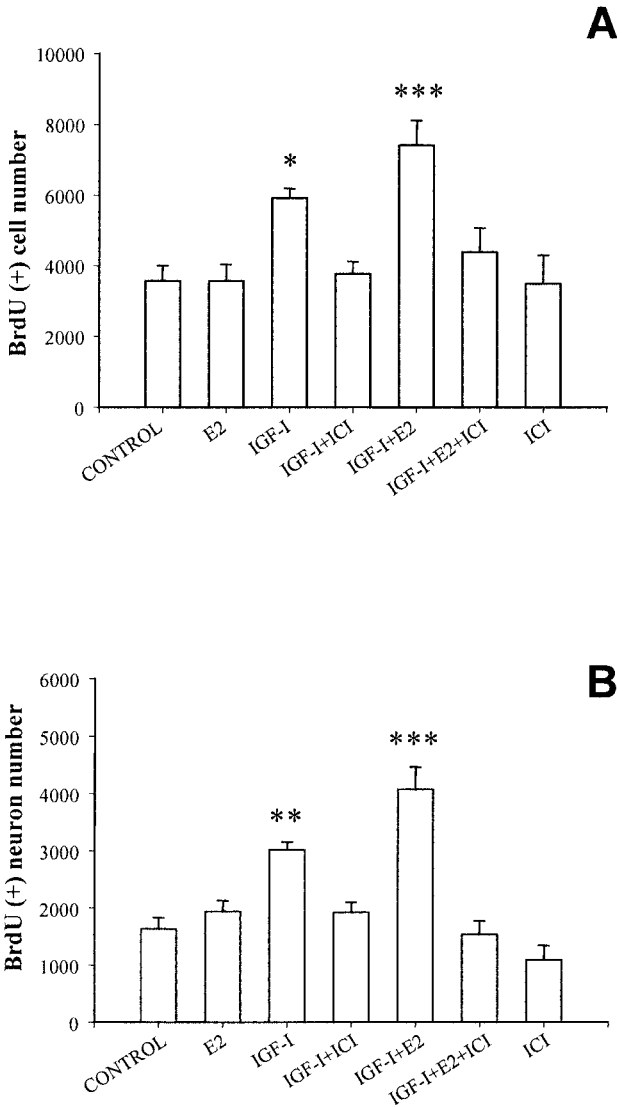 A
10000
8000
6000
4000
2000
0
BrdU (+) cell number
*
***
CONTROL
E2
IGF-I
IGF-I+ICI
IGF-I+E2
IGF-I+E2+ICI
ICI
B
6000
5000
4000
3000
2000
1000
0
BrdU (+) neuron number
**
***
CONTROL
E2
IGF-I
IGF-I+ICI
IGF-I+E2
IGF-I+E2+ICI
ICI